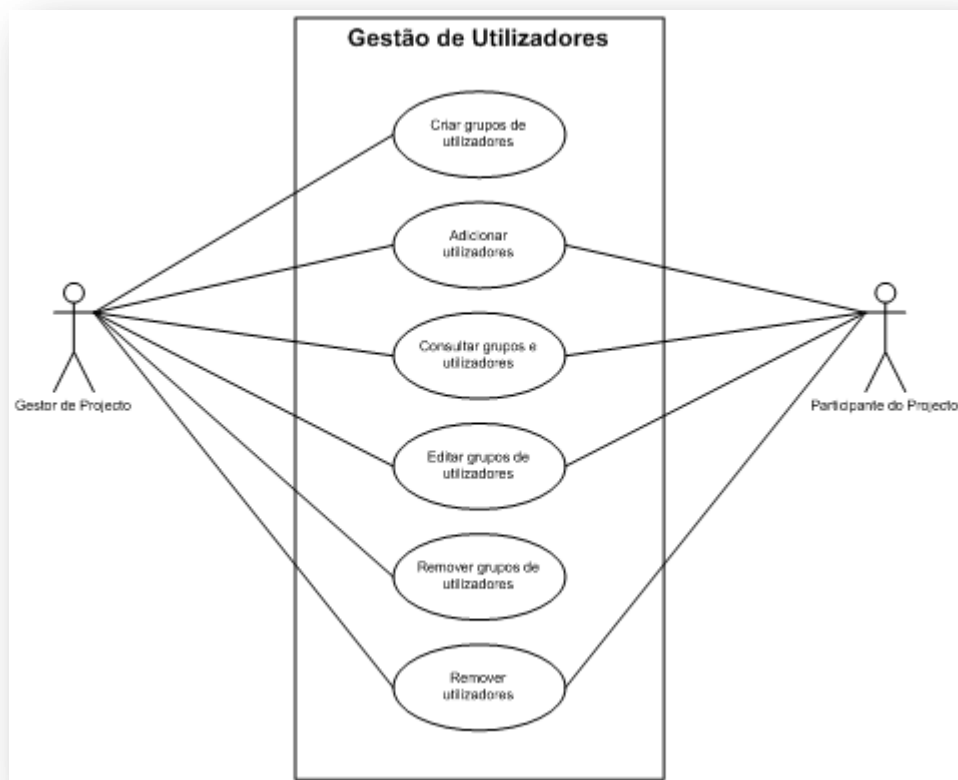 Gestão de Utilizadores
Criar grupos de
utilizadores
Adicionar
utilizadores
Consultar grupos e
utilizadores
Gestor de Projecto
Participante do Projecto
Editar grupos de
utilizadores
Remover grupos de
utilizadores
Remover
utilizadores